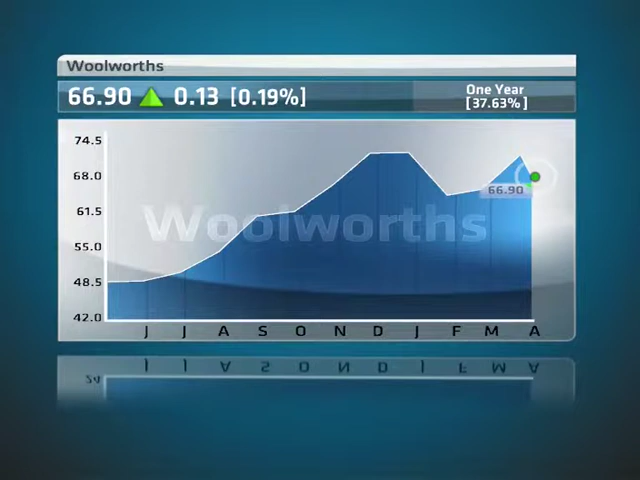 Woolworths
66.90 0.13 [0.19%]
One Year
[37.63%]
74.5
68.0
61.5
55.0
48.5
42.0
Woolworths
66.90
J J A S O N D J F M A
J J A S O N D J F M A
24